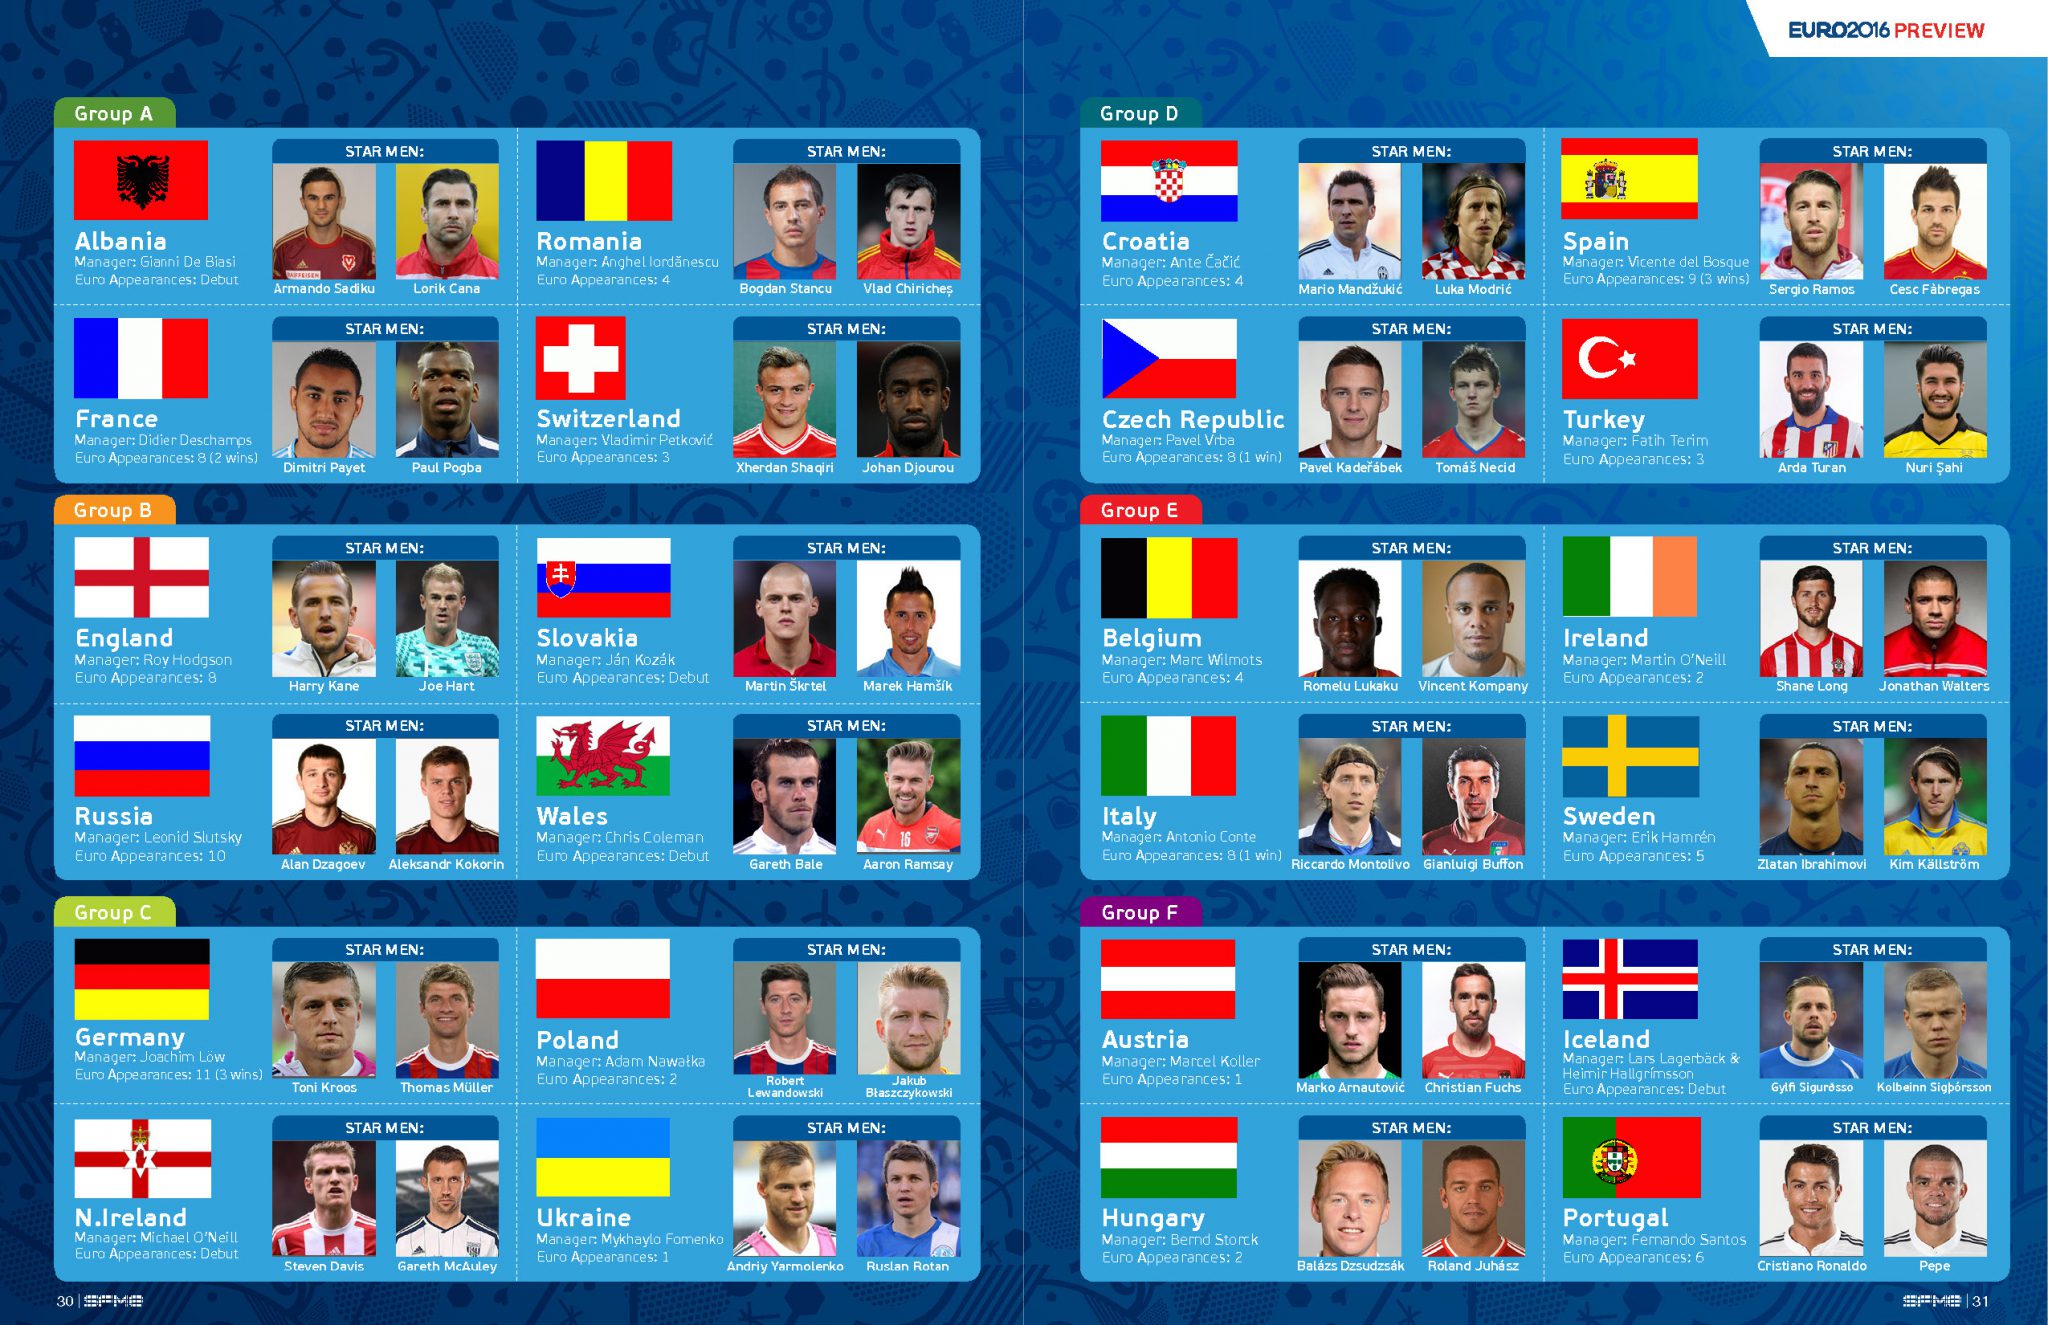 EURO2016 PREVIEW
Group A
Albania
Manager: Gianni De Biasi
Euro Appearances: Debut
STAR MEN:
Armando Sadiku
Lorik Cana
Romania
Manager: Anghel Iordănescu
Euro Appearances: 4
STAR MEN:
Bogdan Stancu
Vlad Chiricheş
France
Manager: Didier Deschamps
Euro Appearances: 8 (2 wins)
STAR MEN:
Dimitri Payet
Paul Pogba
Switzerland
Manager: Vladimir Petković
Euro Appearances: 3
STAR MEN:
Xherdan Shaqiri
Johan Djourou
Group B
England
Manager: Roy Hodgson
Euro Appearances: 8
STAR MEN:
Harry Kane
Joe Hart
Slovakia
Manager: Ján Kozák
Euro Appearances: Debut
STAR MEN:
Martin Škrtel
Marek Hamšík
Russia
Manager: Leonid Slutsky
Euro Appearances: 10
STAR MEN:
Alan Dzagoev
Aleksandr Kokorin
Wales
Manager: Chris Coleman
Euro Appearances: Debut
STAR MEN:
Gareth Bale
Aaron Ramsay
Group C
Germany
Manager: Joachim Löw
Euro Appearances: 11 (3 wins)
STAR MEN:
Toni Kroos
Thomas Müller
Poland
Manager: Adam Nawałka
Euro Appearances: 2
STAR MEN:
Robert
Lewandowski
Jakub
Błaszczykowski
N.Ireland
Manager: Michael O'Neill
Euro Appearances: Debut
STAR MEN:
Steven Davis
Gareth McAuley
Ukraine
Manager: Mykhaylo Fomenko
Euro Appearances: 1
STAR MEN:
Andriy Yarmolenko
Ruslan Rotan
30 | SFMG
Group D
Croatia
Manager: Ante Čačić
Euro Appearances: 4
STAR MEN:
Mario Mandžukić
Luka Modrić
Spain
Manager: Vicente del Bosque
Euro Appearances: 9 (3 wins)
STAR MEN:
Sergio Ramos
Cesc Fàbregas
Czech Republic
Manager: Pavel Vrba
Euro Appearances: 8 (1 win)
STAR MEN:
Pavel Kadeřábek
Tomáš Necid
Turkey
Manager: Fatih Terim
Euro Appearances: 3
STAR MEN:
Arda Turan
Nuri Şahi
Group E
Belgium
Manager: Marc Wilmots
Euro Appearances: 4
STAR MEN:
Romelu Lukaku
Vincent Kompany
Ireland
Manager: Martin O'Neill
Euro Appearances: 2
STAR MEN:
Shane Long
Jonathan Walters
Italy
Manager: Antonio Conte
Euro Appearances: 8 (1 win)
STAR MEN:
Riccardo Montolivo
Gianluigi Buffon
Sweden
Manager: Erik Hamrén
Euro Appearances: 5
STAR MEN:
Zlatan Ibrahimovi
Kim Källström
Group F
Austria
Manager: Marcel Koller
Euro Appearances: 1
STAR MEN:
Marko Arnautović
Christian Fuchs
Iceland
Manager: Lars Lagerbäck &
Heimir Hallgrímsson
Euro Appearances: Debut
STAR MEN:
Gylfi Sigurðsso
Kolbeinn Sigþórsson
Hungary
Manager: Bernd Storck
Euro Appearances: 2
STAR MEN:
Balázs Dzsudzsák
Roland Juhász
Portugal
Manager: Fernando Santos
Euro Appearances: 6
STAR MEN:
Cristiano Ronaldo
Pepe
SFMG | 31